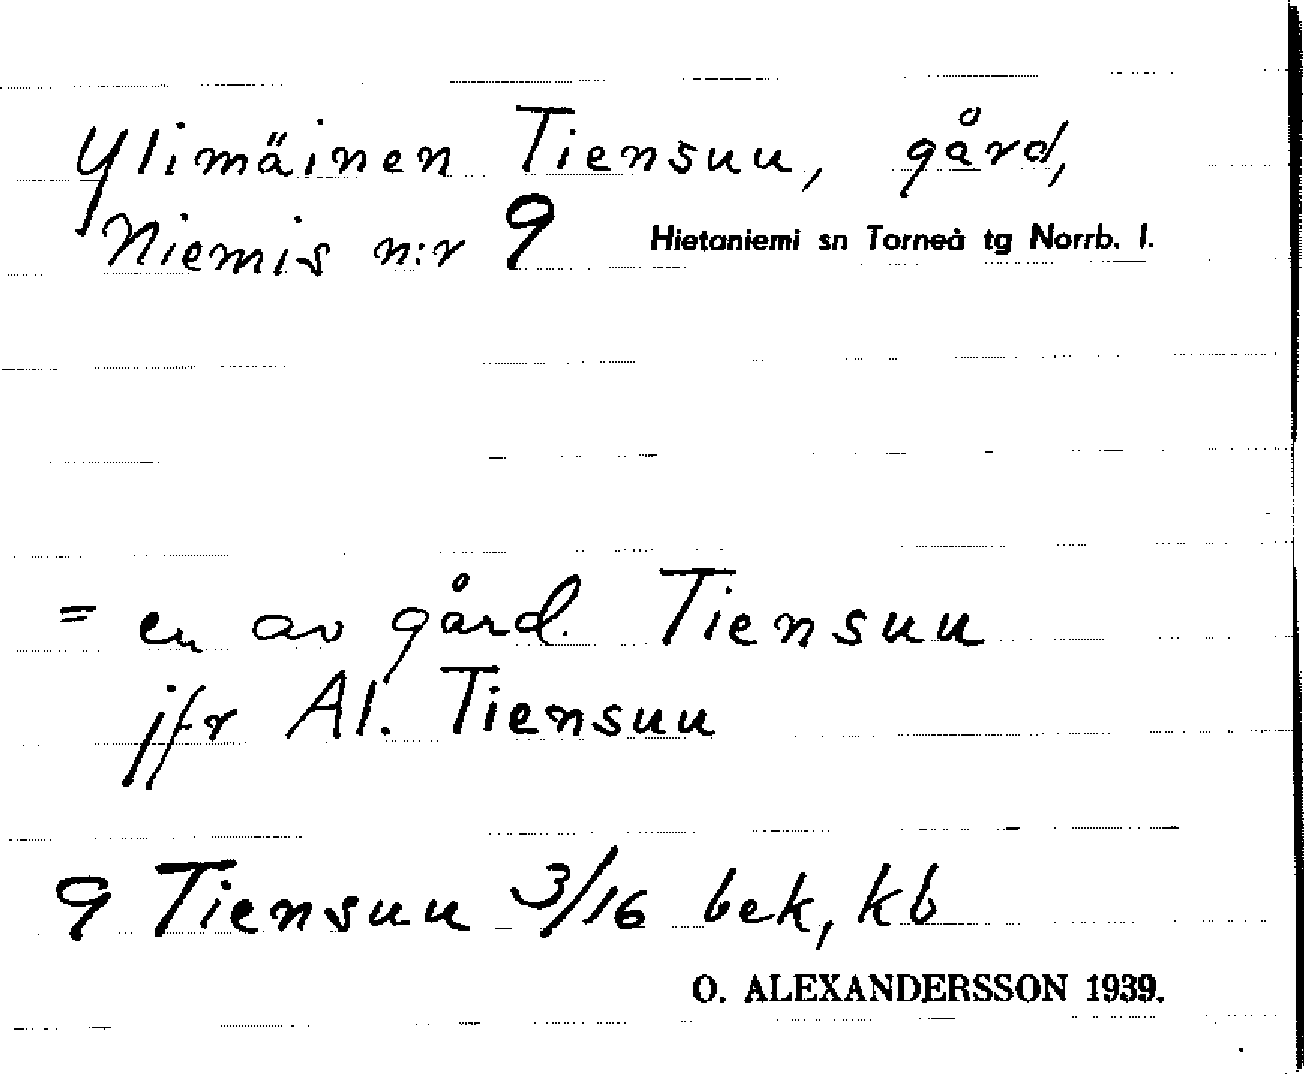 Ylimäinen Tiensuu, gård,
Niemis n:r 9 Hietaniemi sn Torneå tg Norrb. l.
= en av gård. Tiensuu
jfr Al. Tiensuu
9 Tiensuu 3/16 bek, kb
O. ALEXANDERSSON 1939.